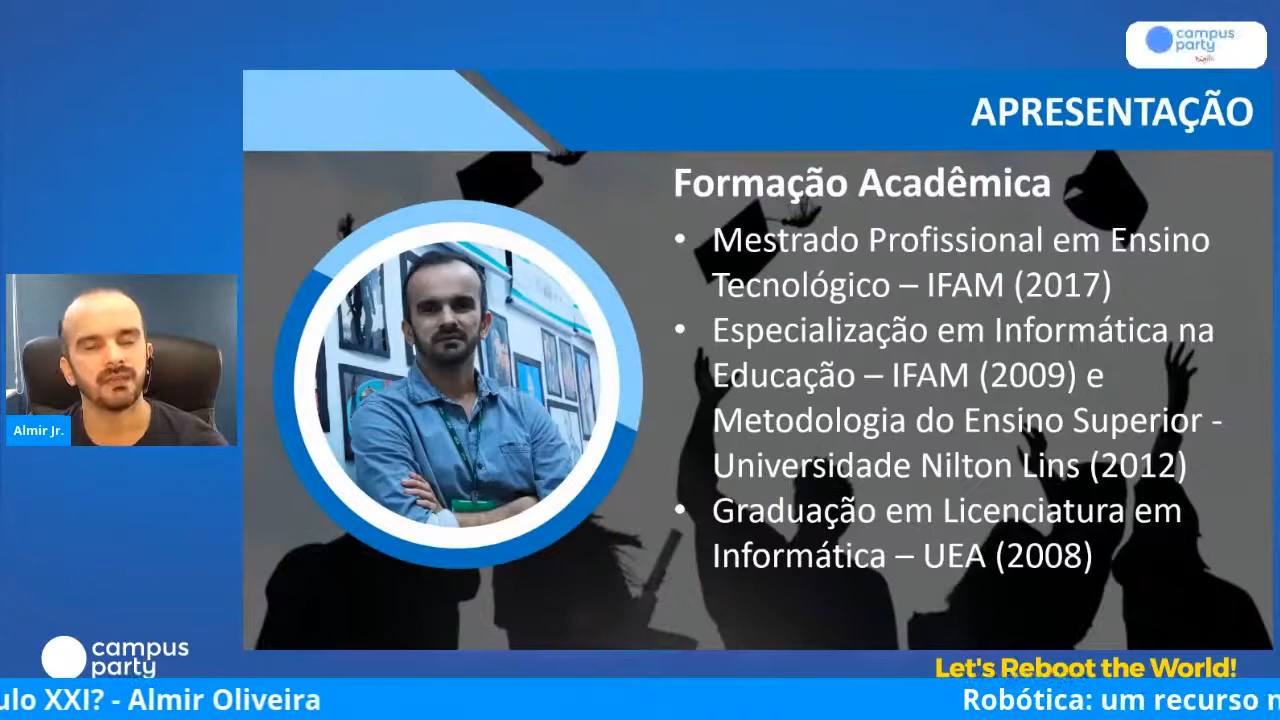 campus
party
APRESENTAÇÃO
Formação Acadêmica
• Mestrado Profissional em Ensino
Tecnológico – IFAM (2017)
• Especialização em Informática na
Educação – IFAM (2009) e
Metodologia do Ensino Superior -
Universidade Nilton Lins (2012)
• Graduação em Licenciatura em
Informática – UEA (2008)
Almir Jr.
campus
party
Let's Reboot the World!
ulo XXI? - Almir Oliveira
Robótica: um recurso